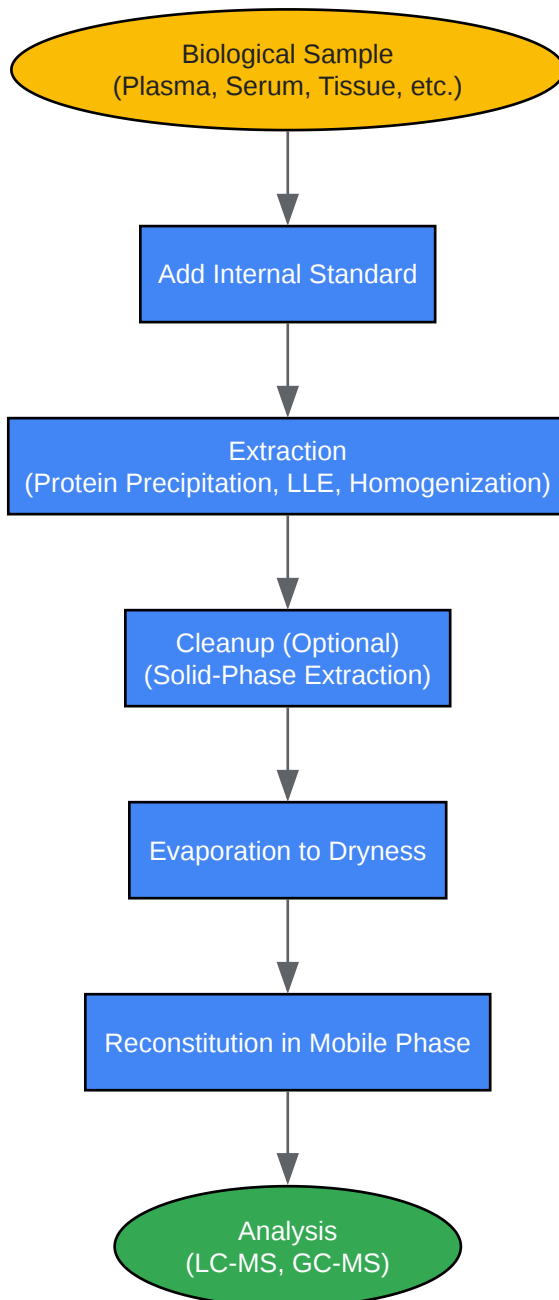 Biological Sample
(Plasma, Serum, Tissue, etc.)
Add Internal Standard
Extraction
(Protein Precipitation, LLE, Homogenization)
Cleanup (Optional)
(Solid-Phase Extraction)
Evaporation to Dryness
Reconstitution in Mobile Phase
Analysis
(LC-MS, GC-MS)